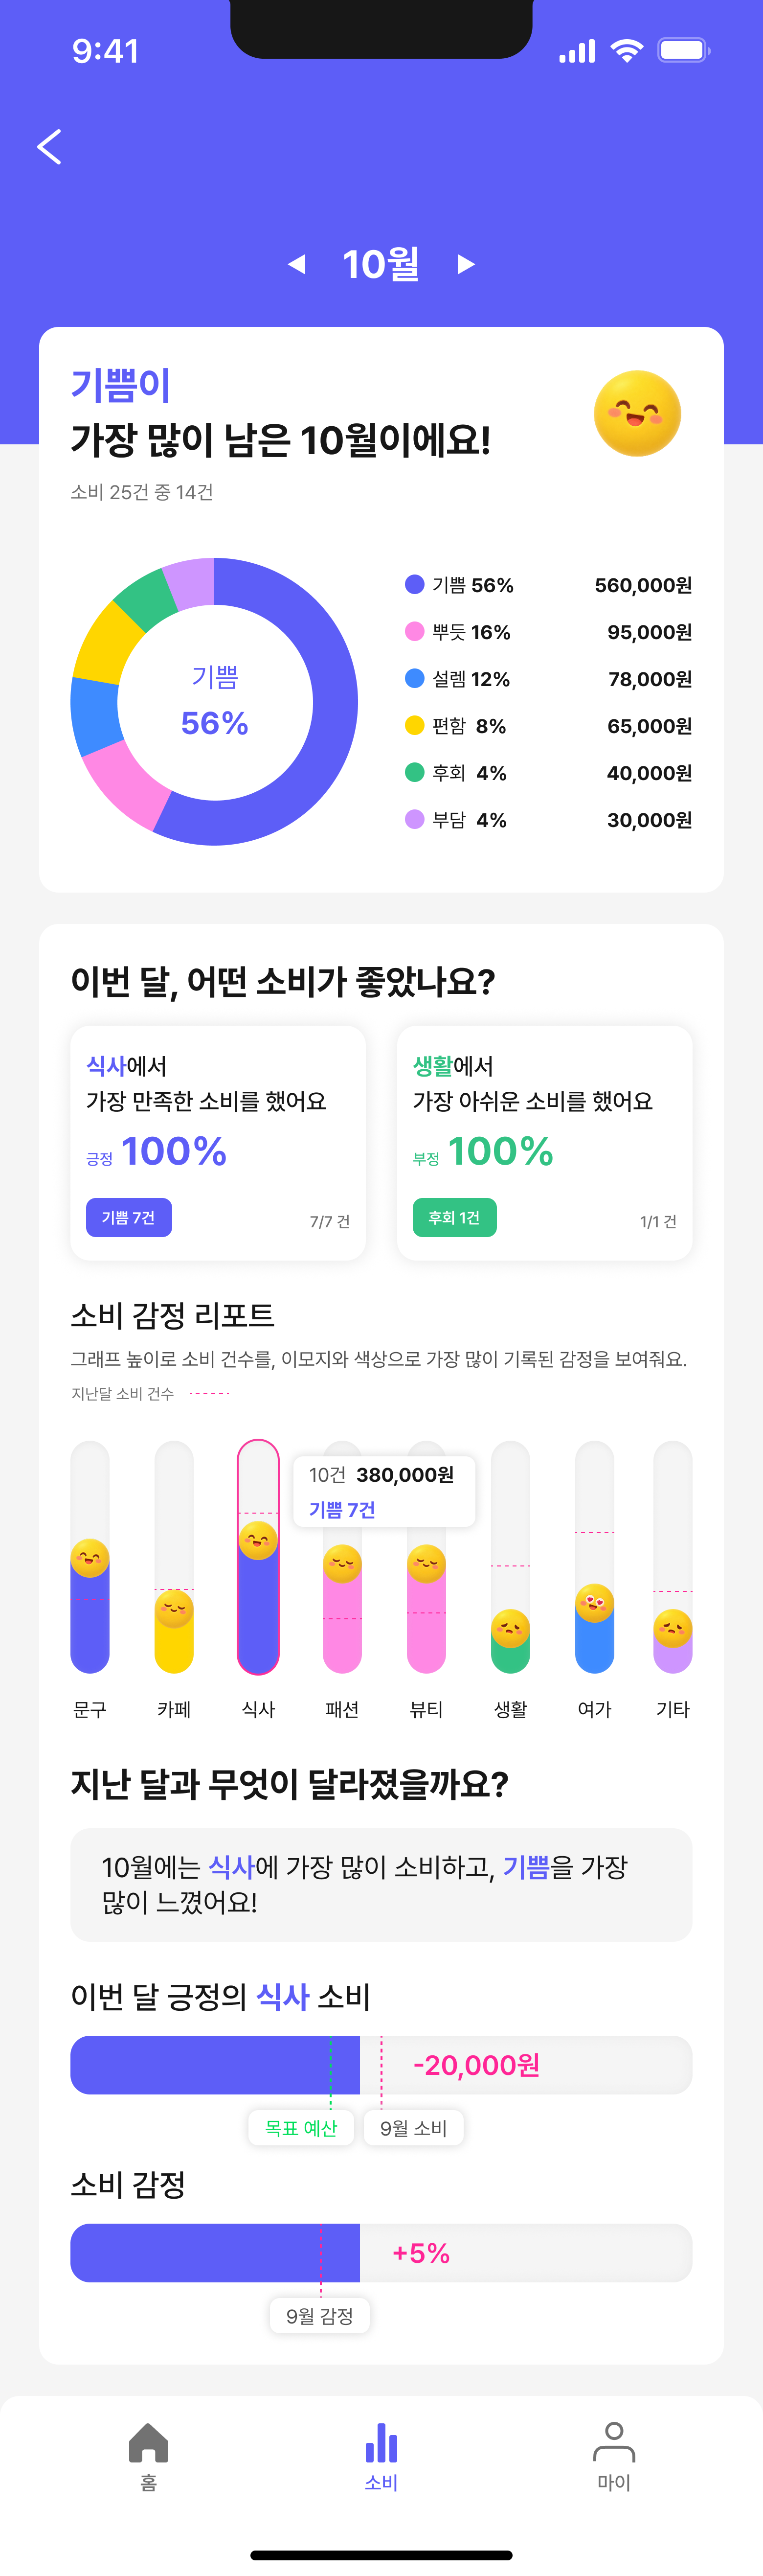 9:41
10월
기쁨이
가장 많이 남은 10월이에요!
소비 25건 중 14건
기쁨
56%
기쁨 56% 560,000원
뿌듯 16% 95,000원
설렘 12% 78,000원
편함 8% 65,000원
후회 4% 40,000원
부담 4% 30,000원
이번 달, 어떤 소비가 좋았나요?
식사에서
가장 만족한 소비를 했어요
긍정 100%
기쁨 7건 7/7 건
생활에서
가장 아쉬운 소비를 했어요
부정 100%
후회 1건 1/1 건
소비 감정 리포트
그래프 높이로 소비 건수를, 이모지와 색상으로 가장 많이 기록된 감정을 보여줘요.
지난달 소비 건수
10건 380,000원
기쁨 7건
문구 카페 식사 패션 뷰티 생활 여가 기타
지난 달과 무엇이 달라졌을까요?
10월에는 식사에 가장 많이 소비하고, 기쁨을 가장
많이 느꼈어요!
이번 달 긍정의 식사 소비
-20,000원
목표 예산 9월 소비
소비 감정
+5%
9월 감정
홈 소비 마이